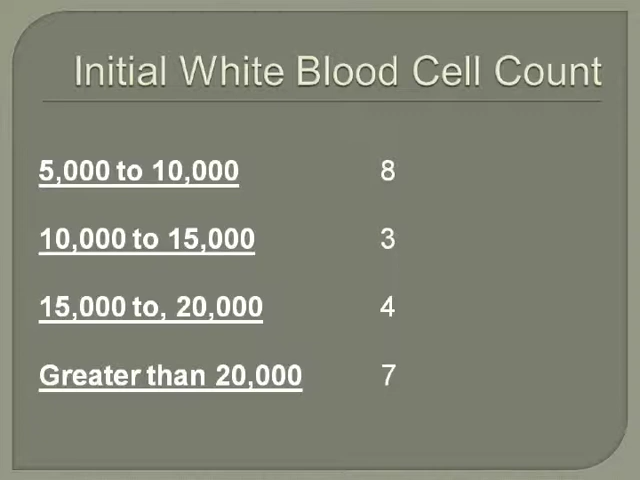 Initial White Blood Cell Count
5,000 to 10,000 8
10,000 to 15,000 3
15,000 to, 20,000 4
Greater than 20,000 7